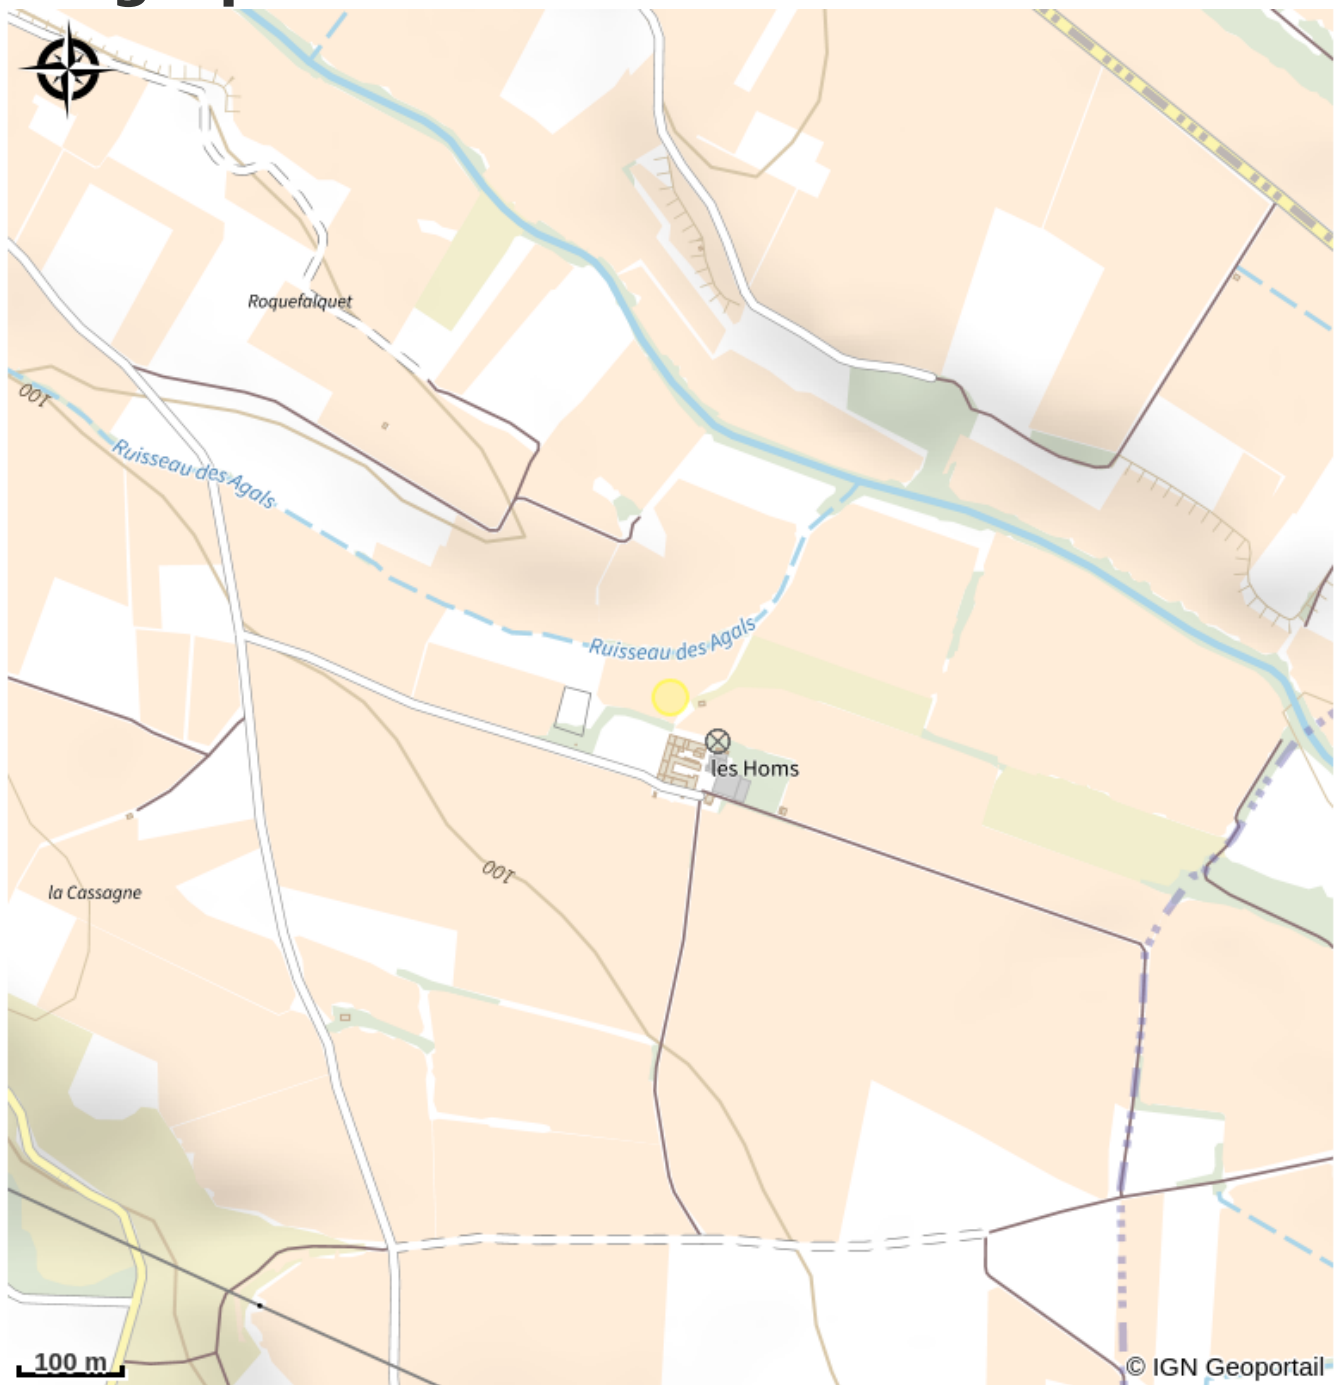 Roquefalquet
100
Ruisseau des Agals
Ruisseau des Agals
les Homs
100
la Cassagne
100 m
© IGN Geoportail